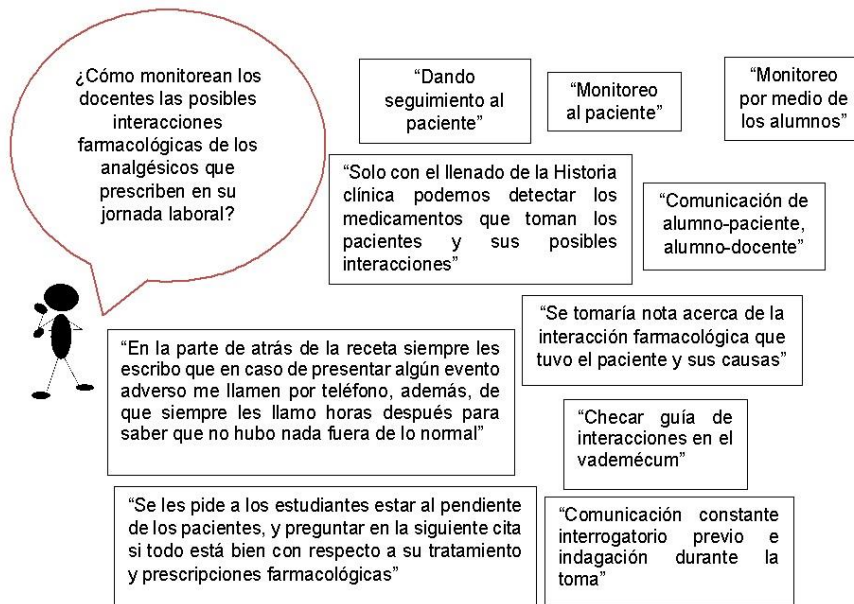 ¿Cómo monitorean los
docentes las posibles
interacciones
farmacológicas de los
analgésicos que
prescriben en su
jornada laboral?
“Dando
seguimiento al
paciente”
“Monitoreo
al paciente”
“Monitoreo
por medio de
los alumnos”
“Solo con el llenado de la Historia
clínica podemos detectar los
medicamentos que toman los
pacientes y sus posibles
interacciones”
“Comunicación de
alumno-paciente,
alumno-docente”
“Se tomaría nota acerca de la
interacción farmacológica que
tuvo el paciente y sus causas”
“En la parte de atrás de la receta siempre les
escribo que en caso de presentar algún evento
adverso me llamen por teléfono, además, de
que siempre les llamo horas después para
saber que no hubo nada fuera de lo normal”
“Checar guía de
interacciones en el
vademécum”
“Se les pide a los estudiantes estar al pendiente
de los pacientes, y preguntar en la siguiente cita
si todo está bien con respecto a su tratamiento
y prescripciones farmacológicas”
“Comunicación constante
interrogatorio previo e
indagación durante la
toma”